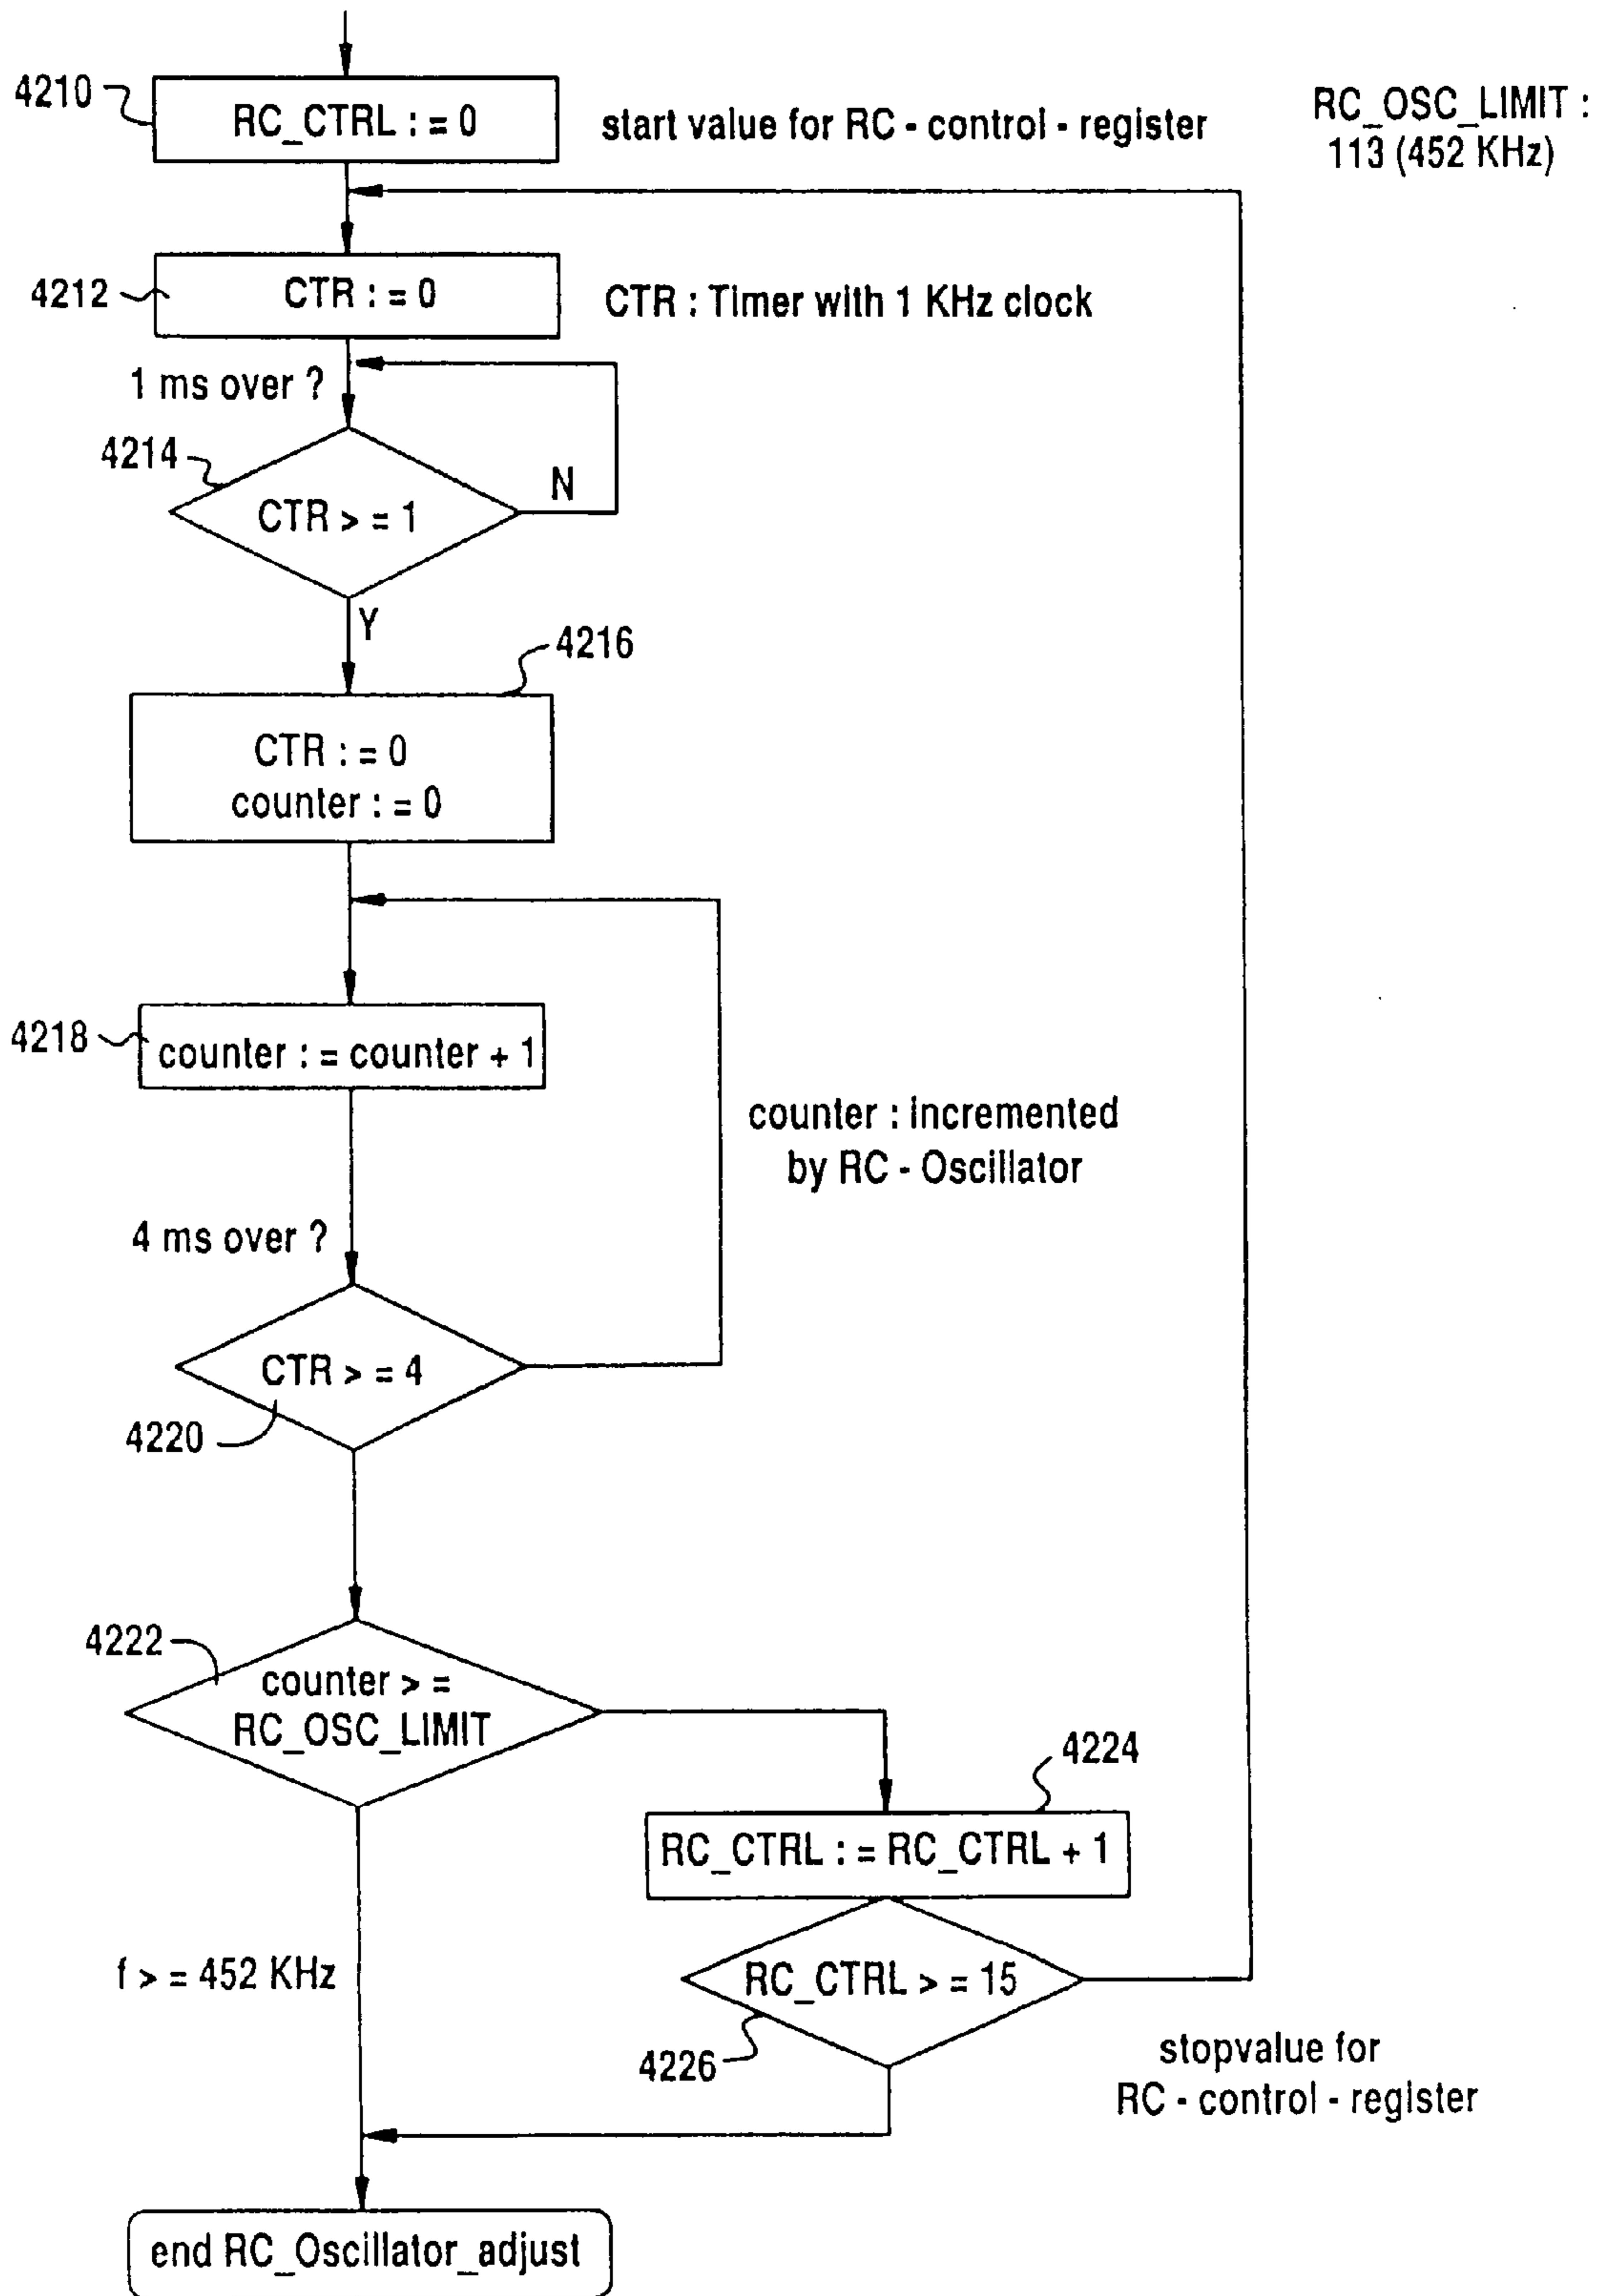 4210
RC_CTRL : = 0
start value for RC - control - register
RC_OSC_LIMIT :
113 (452 KHz)
4212
CTR : = 0
CTR : Timer with 1 KHz clock
1 ms over ?
4214
CTR > = 1
N
Y
4216
CTR : = 0
counter : = 0
4218
counter : = counter + 1
counter : incremented
by RC - Oscillator
4 ms over ?
CTR > = 4
4220
4222
counter > =
RC_OSC_LIMIT
4224
RC_CTRL : = RC_CTRL + 1
f > = 452 KHz
RC_CTRL > = 15
4226
stopvalue for
RC - control - register
end RC_Oscillator_adjust